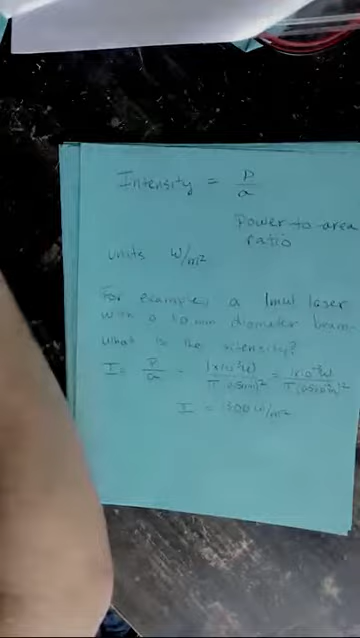 Intensity = P/a
Power to area
ratio
units W/m²
For example, a 1mW laser
with a 1.0 mm diameter beam.
What is the intensity?
I = P/a = =
I = 1300 W/m²